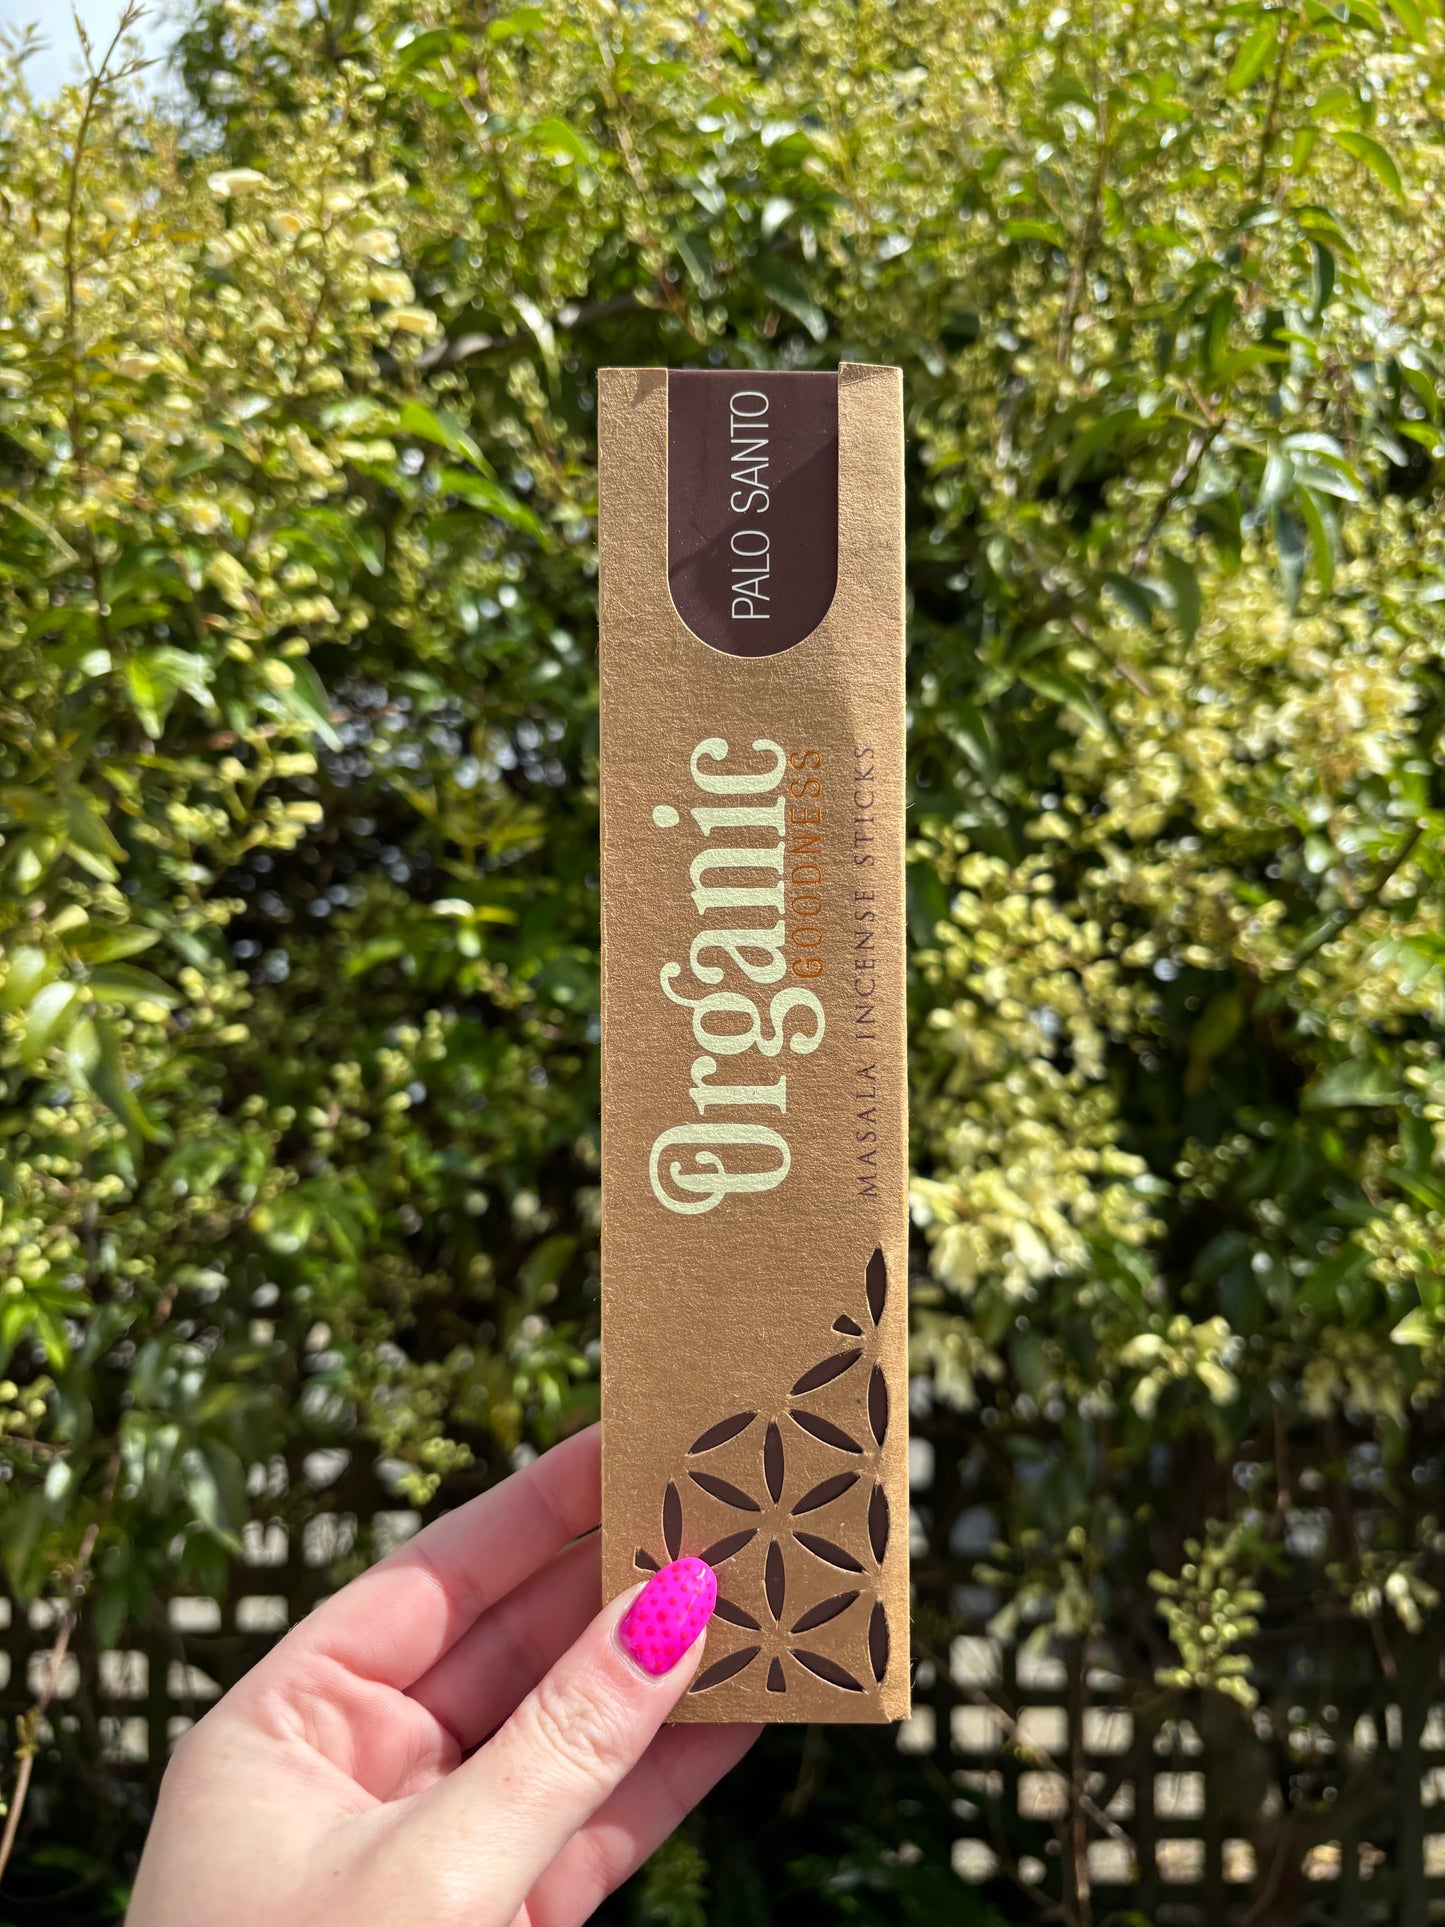 PALO SANTO
Organic
GOODNESS
MASALA INCENSE STICKS